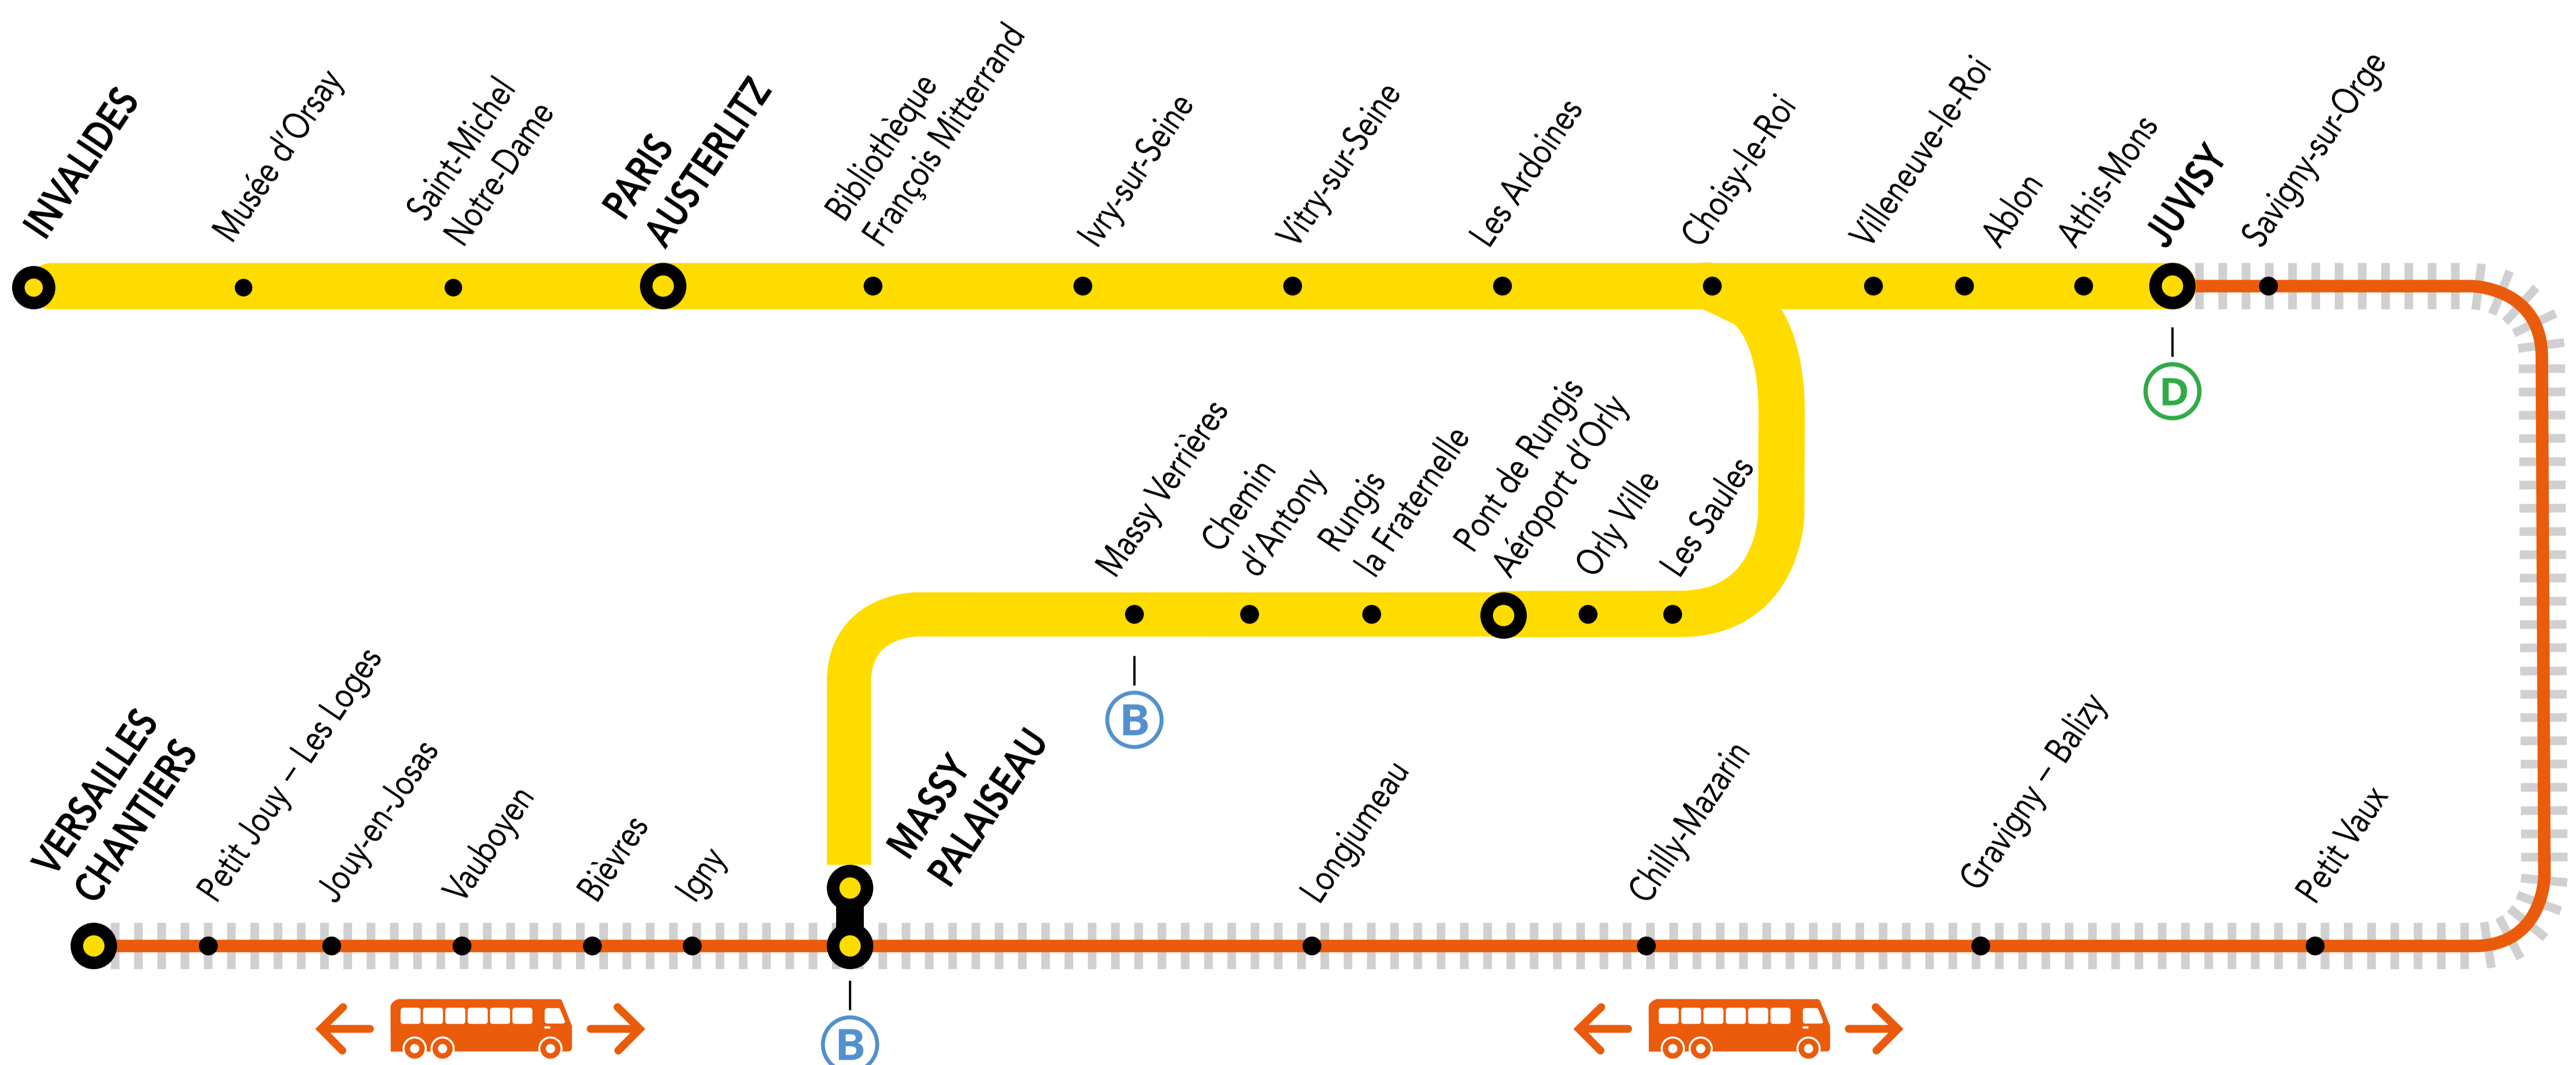 INVALIDES
Musée d'Orsay
Saint-Michel
Notre-Dame
PARIS
AUSTERLITZ
Bibliothèque
François Mitterrand
Ivry-sur-Seine
Vitry-sur-Seine
Les Ardoines
Choisy-le-Roi
Villeneuve-le-Roi
Ablon
Athis-Mons
JUVISY
Savigny-sur-Orge
D
Massy Verrières
Chemin
d'Antony
Rungis
la Fraternelle
Pont de Rungis
Aéroport d'Orly
Orly Ville
Les Saules
B
VERSAILLES
CHANTIERS
Petit Jouy – Les Loges
Jouy-en-Josas
Vauboyen
Bièvres
Igny
MASSY
PALAISEAU
Longjumeau
Chilly-Mazarin
Gravigny – Balizy
Petit Vaux
B